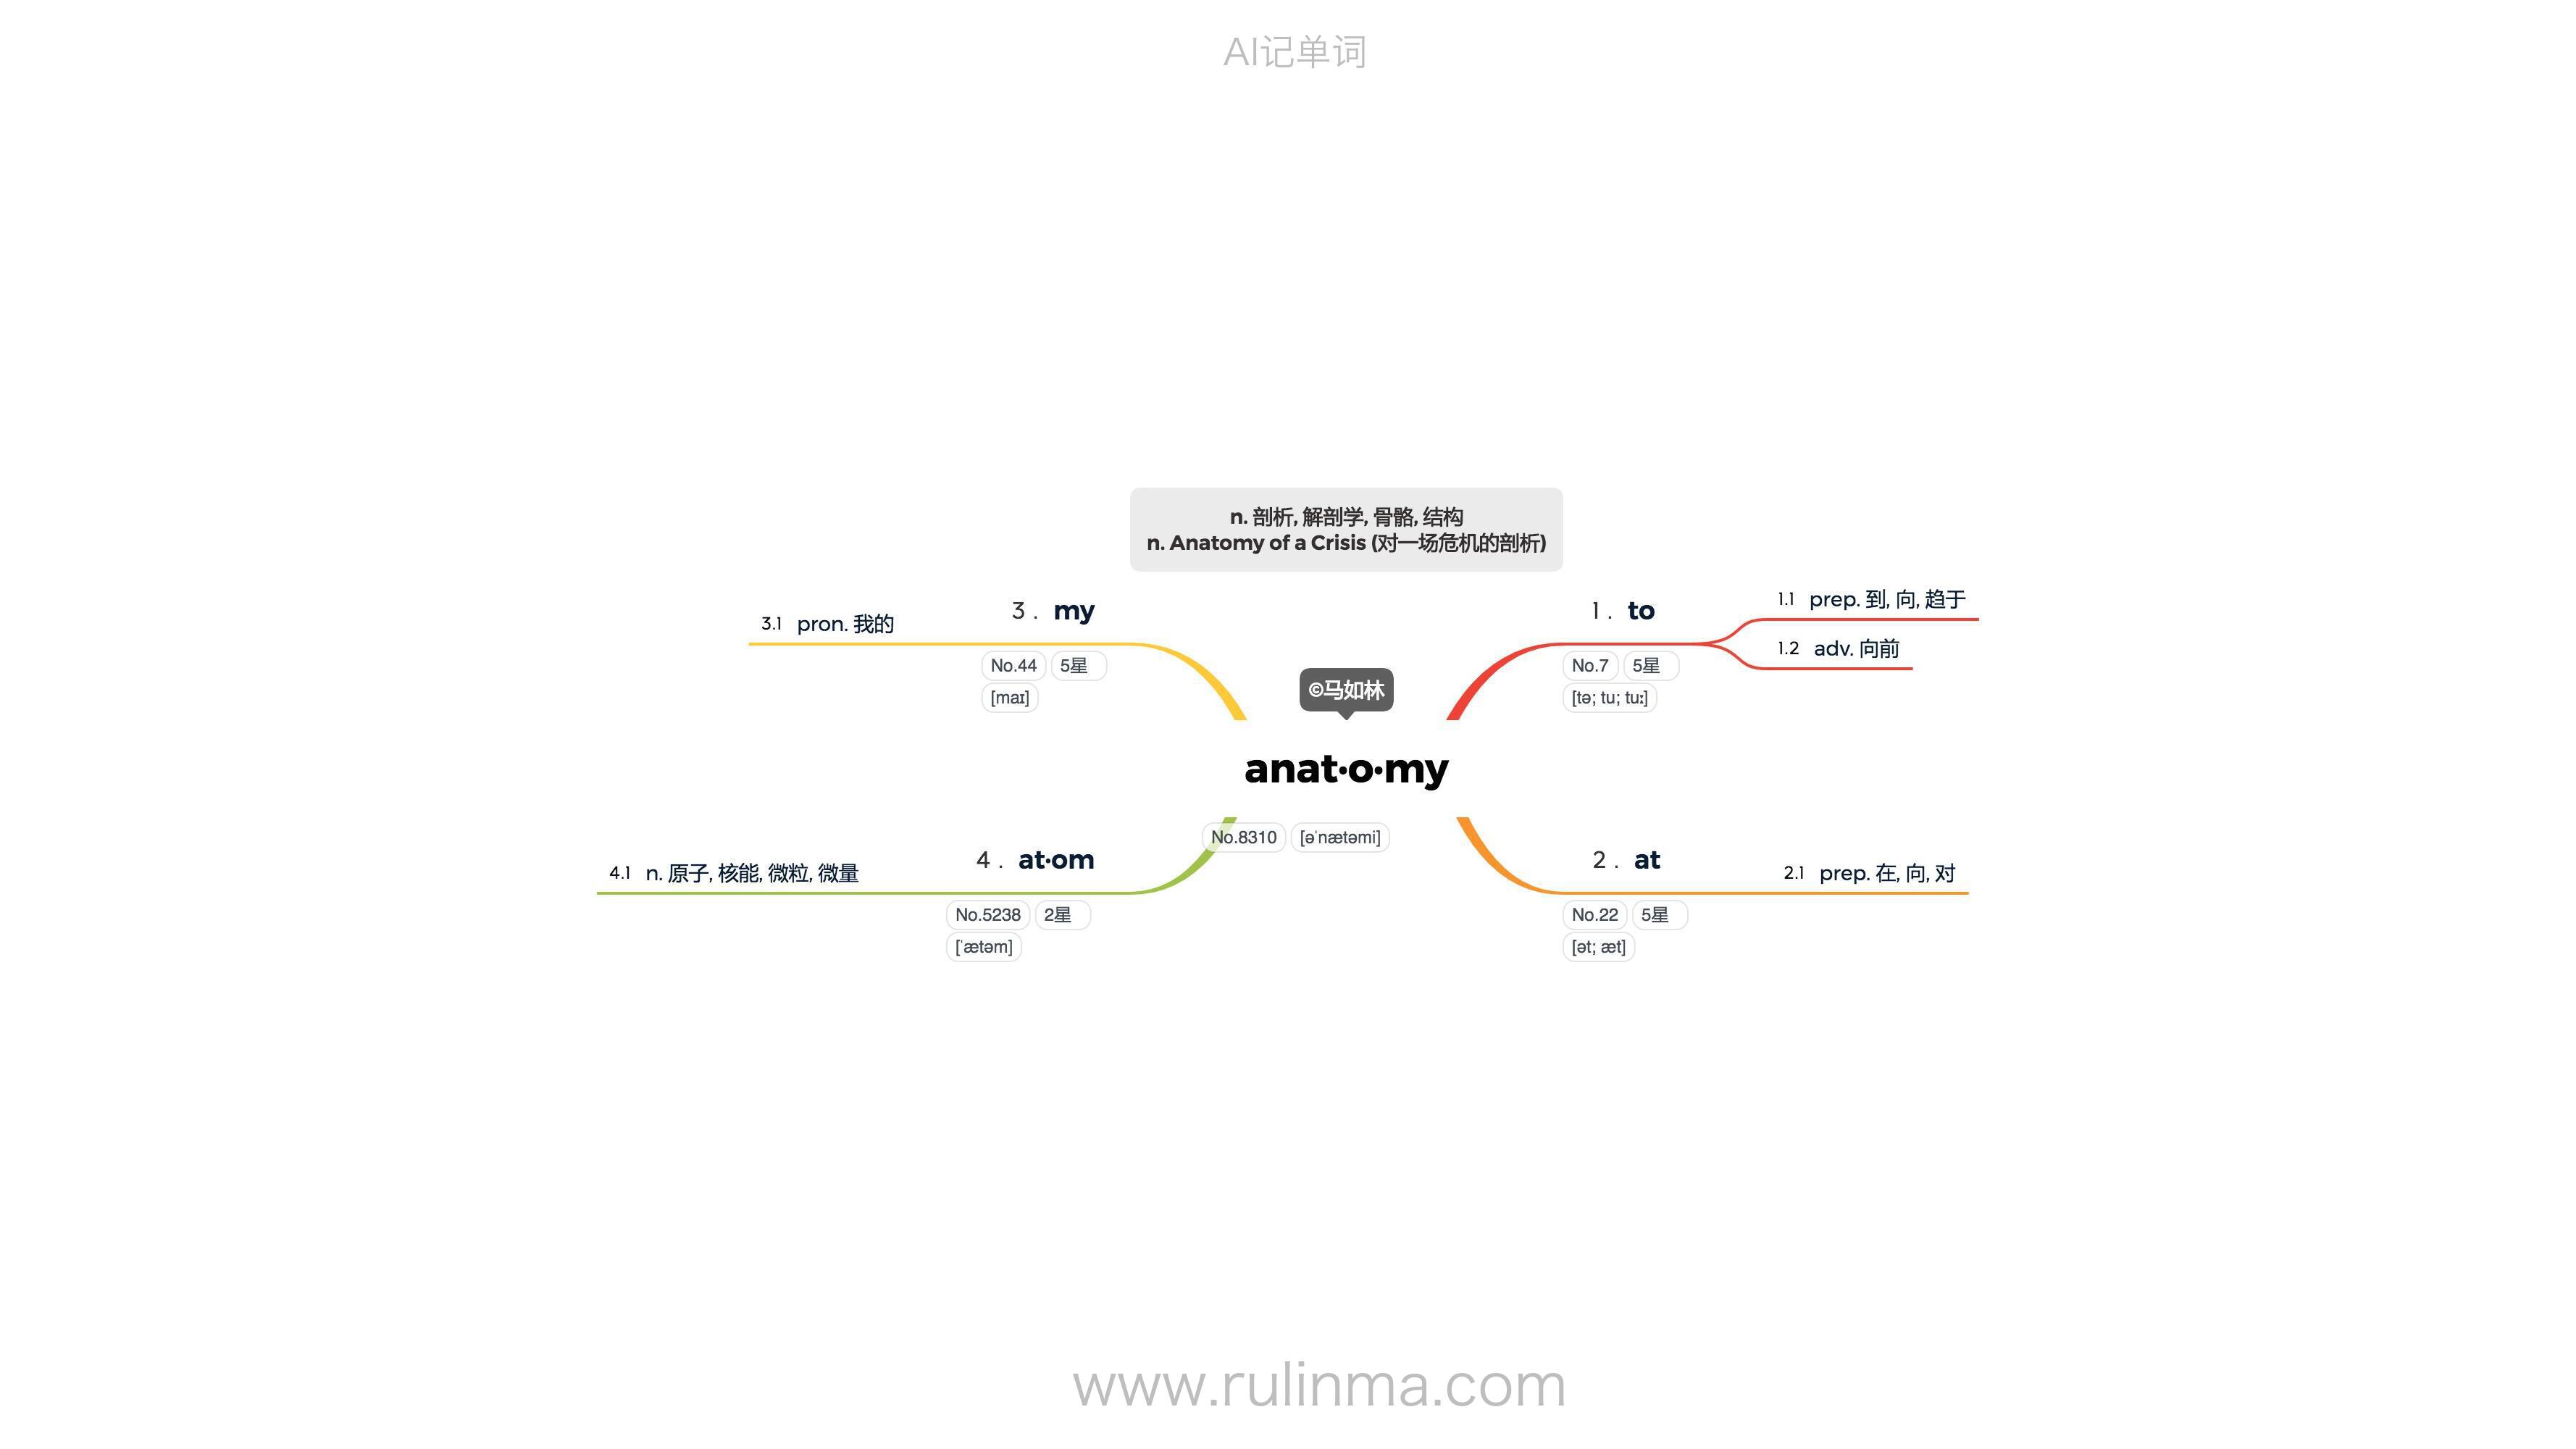 AI记单词
n. 剖析, 解剖学, 骨骼, 结构
n. Anatomy of a Crisis (对一场危机的剖析)
©马如林
anat·o·my
No.8310 [əˈnætəmi]
1 . to
No.7 5星
[tə; tu; tuː]
1.1 prep. 到, 向, 趋于
1.2 adv. 向前
2 . at
No.22 5星
[ət; æt]
2.1 prep. 在, 向, 对
3 . my
No.44 5星
[maɪ]
3.1 pron. 我的
4 . at·om
No.5238 2星
[ˈætəm]
4.1 n. 原子, 核能, 微粒, 微量
www.rulinma.com